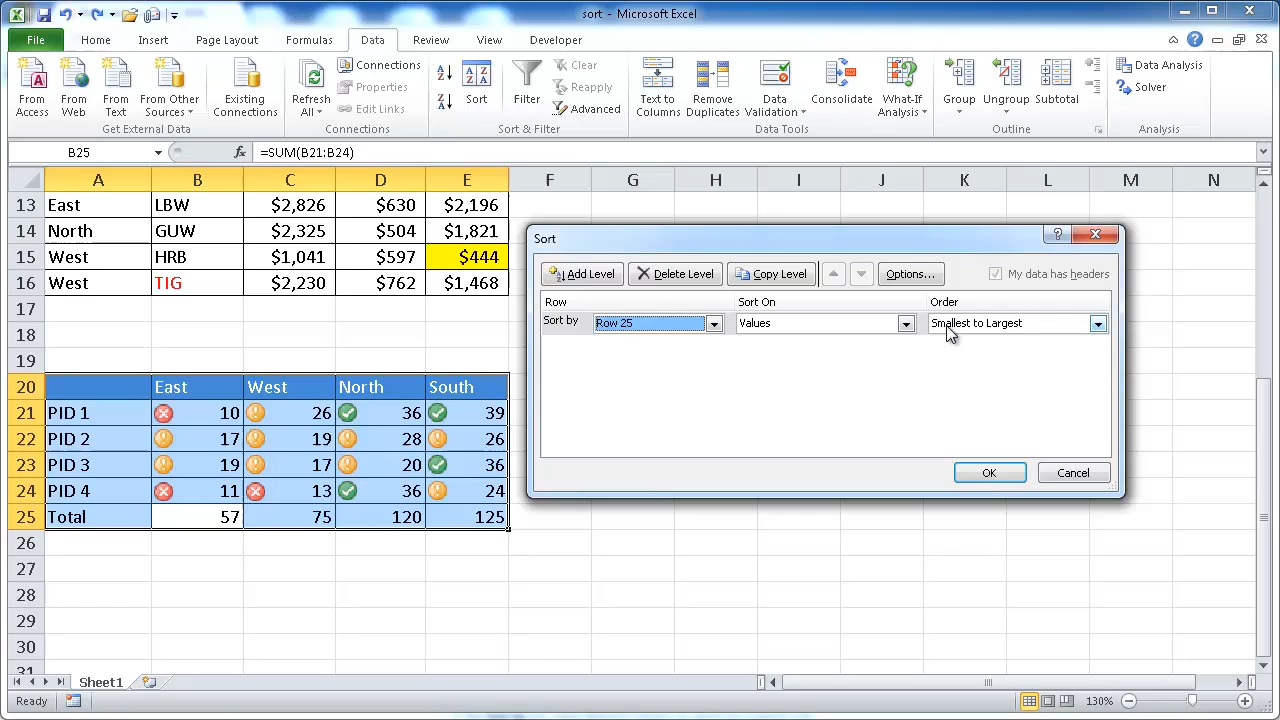 sort - Microsoft Excel
File Home Insert Page Layout Formulas Data Review View Developer
From Access
From Web
From Text
From Other Sources
Existing Connections
Get External Data
Refresh All
Connections
Properties
Edit Links
Connections
Sort
Filter
Clear
Reapply
Advanced
Sort & Filter
Text to Columns
Remove Duplicates
Data Validation
Consolidate
What-If Analysis
Data Tools
Group
Ungroup
Subtotal
Outline
Data Analysis
Solver
Analysis
B25 fx =SUM(B21:B24)
A B C D E F G H I J K L M N
13 East LBW $2,826 $630 $2,196
14 North GUW $2,325 $504 $1,821
15 West HRB $1,041 $597 $444
16 West TIG $2,230 $762 $1,468
17
18
19
20 East West North South
21 PID 1 10 26 36 39
22 PID 2 17 19 28 26
23 PID 3 19 17 20 36
24 PID 4 11 13 36 24
25 Total 57 75 120 125
26
27
28
29
30
31
Sort
Add Level Delete Level Copy Level Options... My data has headers
Row Sort On Order
Sort by Row 25 Values Smallest to Largest
OK Cancel
Sheet1
Ready 130%